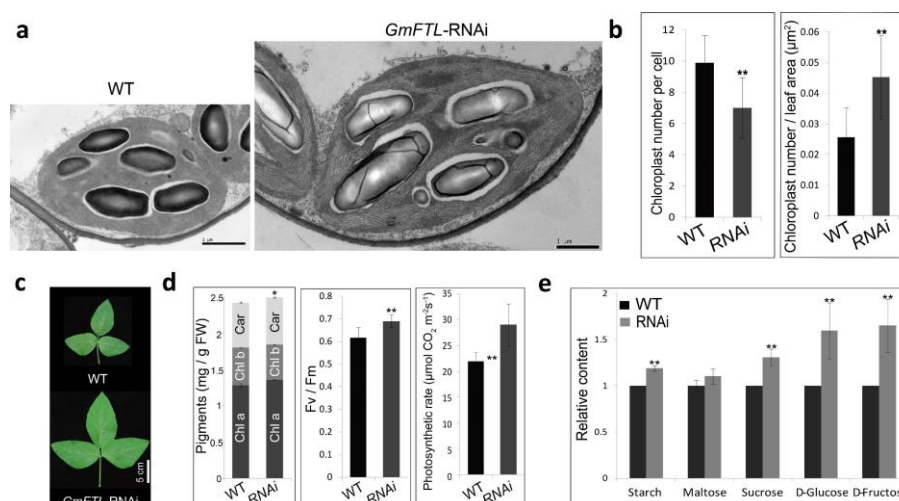 a
WT
GmFTL-RNAi
1 µm
b
Chloroplast number per cell
12
10
8
6
4
2
0
**
WT
RNAi
Chloroplast number / leaf area (µm²)
0.06
0.05
0.04
0.03
0.02
0.01
0
**
WT
RNAi
c
WT
5 cm
GmFTL-RNAi
d
Pigments (mg / g FW)
2.5
2
1.5
1
0.5
0
*
Car Car
Chl b Chl b
Chl a Chl a
WT
RNAi
Fv / Fm
0.8
0.7
0.6
0.5
0.4
0.3
0.2
0.1
0
**
WT
RNAi
Photosynthetic rate (µmol CO₂ m⁻²s⁻¹)
35
30
25
20
15
10
5
0
**
WT
RNAi
e
Relative content
2
1.5
1
0.5
0
WT
RNAi
** ** ** **
Starch Maltose Sucrose D-Glucose D-Fructos